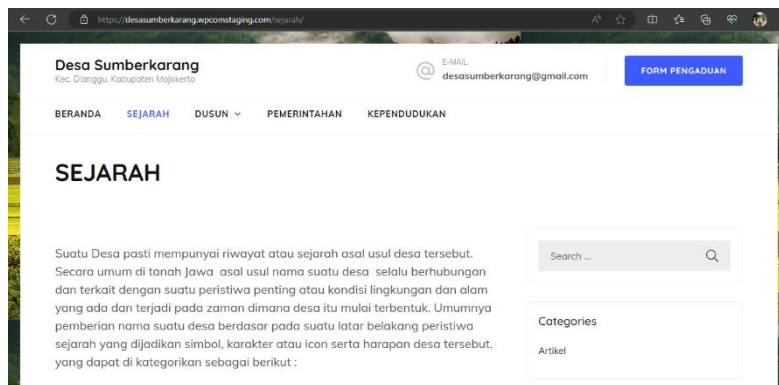 https://desasumberkarang.wpcomstaging.com/sejarah/
Desa Sumberkarang
Kec. Dlanggu, Kabupaten Mojokerto
E-MAIL
desasumberkarang@gmail.com
FORM PENGADUAN
BERANDA SEJARAH DUSUN PEMERINTAHAN KEPENDUDUKAN
SEJARAH
Suatu Desa pasti mempunyai riwayat atau sejarah asal usul desa tersebut.
Secara umum di tanah Jawa asal usul nama suatu desa selalu berhubungan
dan terkait dengan suatu peristiwa penting atau kondisi lingkungan dan alam
yang ada dan terjadi pada zaman dimana desa itu mulai terbentuk. Umumnya
pemberian nama suatu desa berdasar pada suatu latar belakang peristiwa
sejarah yang dijadikan simbol, karakter atau icon serta harapan desa tersebut,
yang dapat di kategorikan sebagai berikut :
Search ...
Categories
Artikel